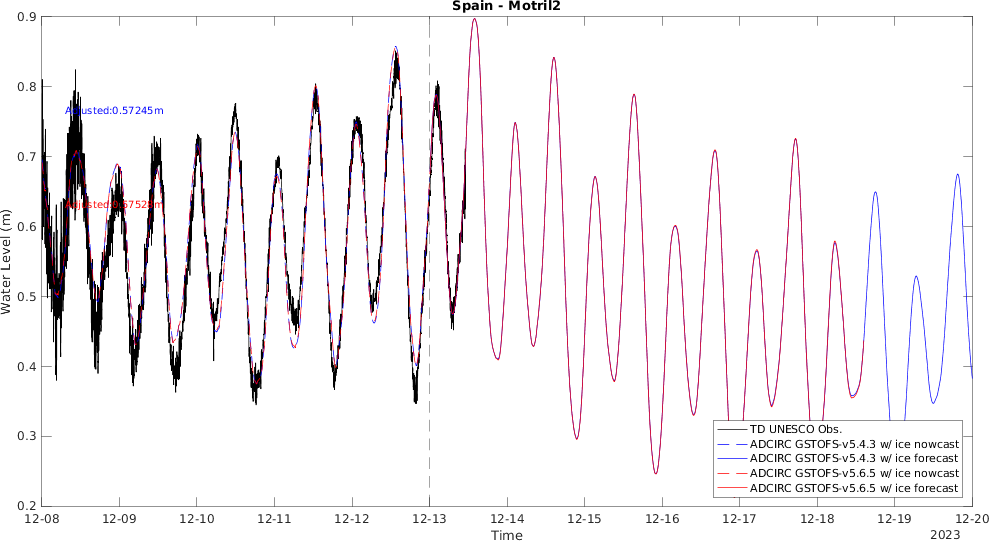 Spain - Motril2
0.9
0.8
0.7
0.6
0.5
0.4
0.3
0.2
Water Level (m)
Adjusted:0.57245m
TD UNESCO Obs.
ADCIRC GSTOFS-v5.4.3 w/ ice nowcast
ADCIRC GSTOFS-v5.4.3 w/ ice forecast
ADCIRC GSTOFS-v5.6.5 w/ ice nowcast
ADCIRC GSTOFS-v5.6.5 w/ ice forecast
12-08 12-09 12-10 12-11 12-12 12-13 12-14 12-15 12-16 12-17 12-18 12-19 12-20
Time
2023